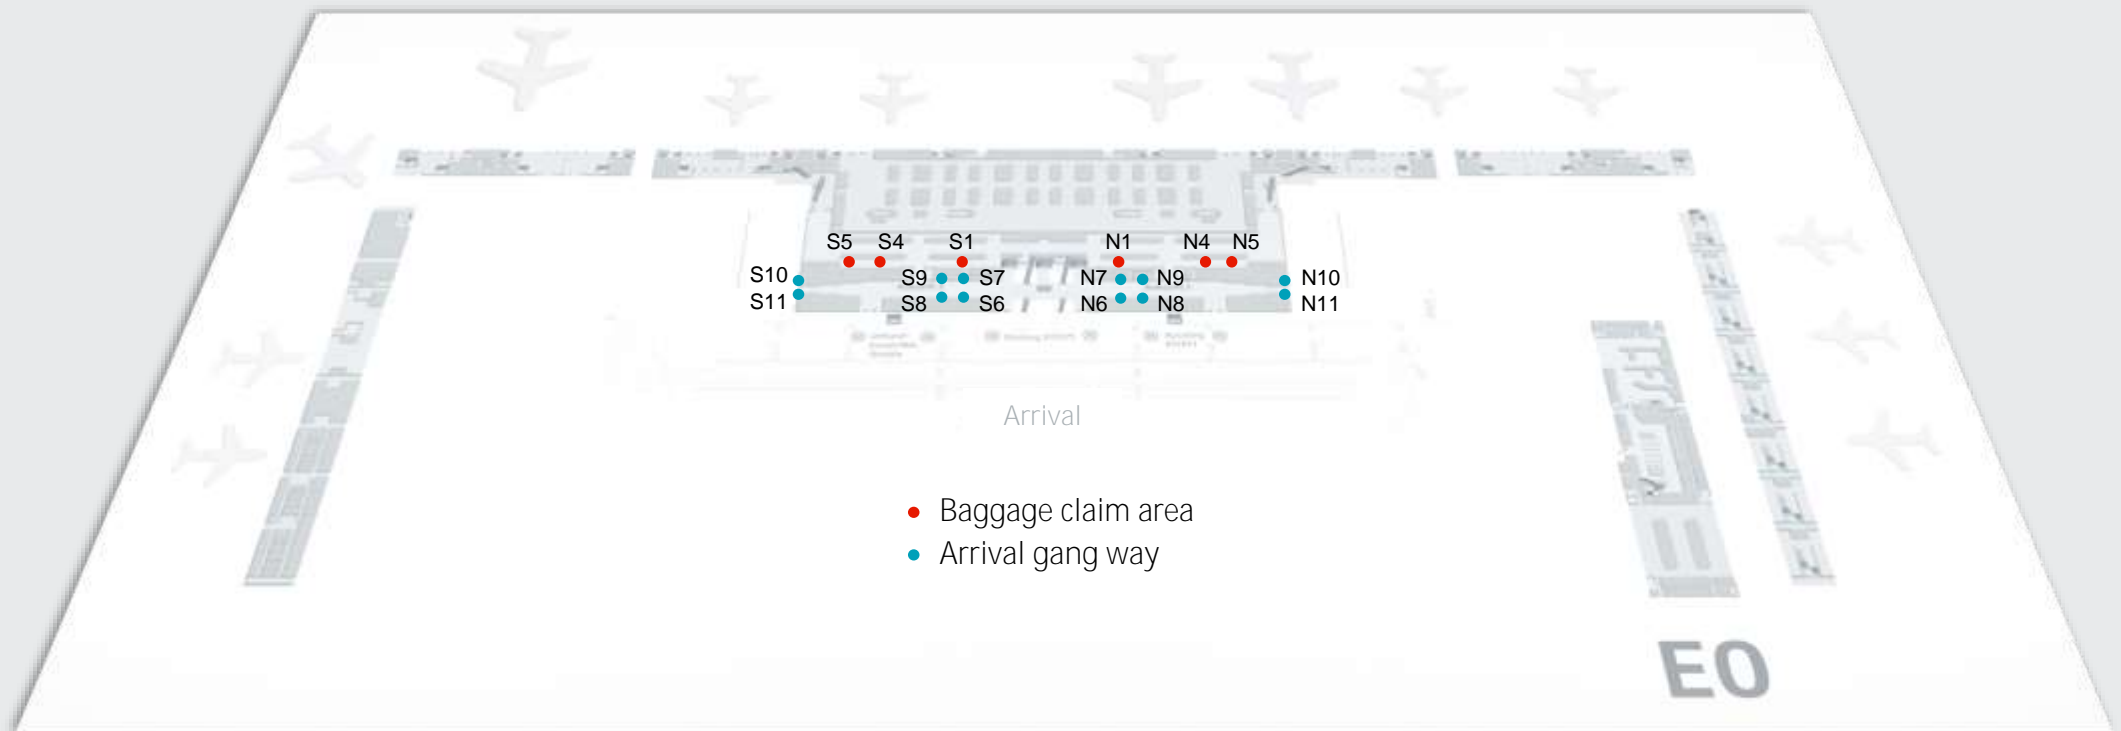 S5 S4 S1 N1 N4 N5
S10 S9 S7 N7 N9 N10
S11 S8 S6 N6 N8 N11
Arrival
Baggage claim area
Arrival gang way
E0